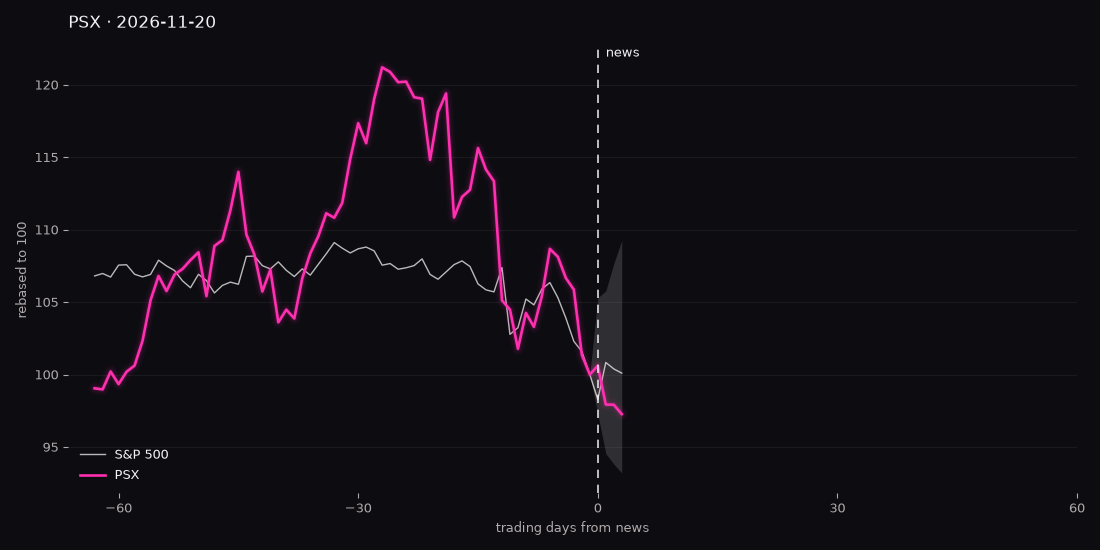 PSX · 2026-11-20
news
120
115
110
105
100
95
rebased to 100
S&P 500
PSX
−60
−30
0
30
60
trading days from news